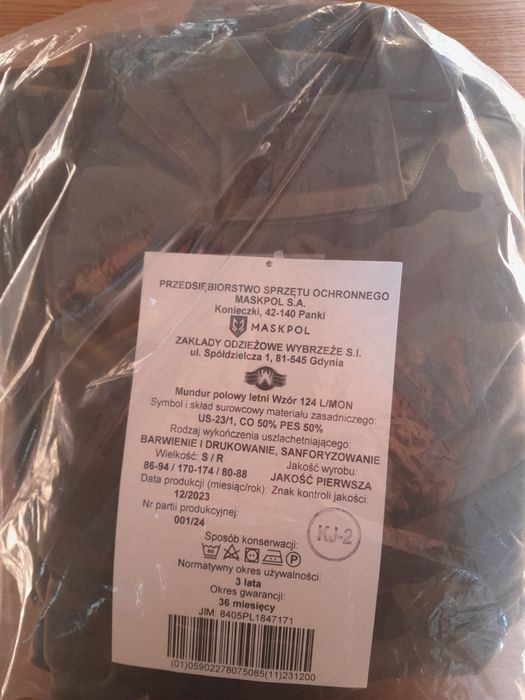 PRZEDSIĘBIORSTWO SPRZĘTU OCHRONNEGO
MASKPOL S.A.
Konieczki, 42-140 Panki
MASKPOL
ZAKŁADY ODZIEŻOWE WYBRZEŻE S.I.
ul. Spółdzielcza 1, 81-545 Gdynia
Mundur polowy letni Wzór 124 L/MON
Symbol i skład surowcowy materiału zasadniczego:
US-23/1, CO 50% PES 50%
Rodzaj wykończenia uszlachetniającego:
BARWIENIE I DRUKOWANIE, SANFORYZOWANIE
Wielkość: S / R Jakość wyrobu:
86-94 / 170-174 / 80-88 JAKOŚĆ PIERWSZA
Data produkcji (miesiąc/rok): Znak kontroli jakości:
12/2023
Nr partii produkcyjnej:
001/24
KJ-2
Sposób konserwacji:
60 P
Normatywny okres używalności:
3 lata
Okres gwarancji:
36 miesięcy
JIM: 8405PL1847171
(01)05902278075085(11)231200